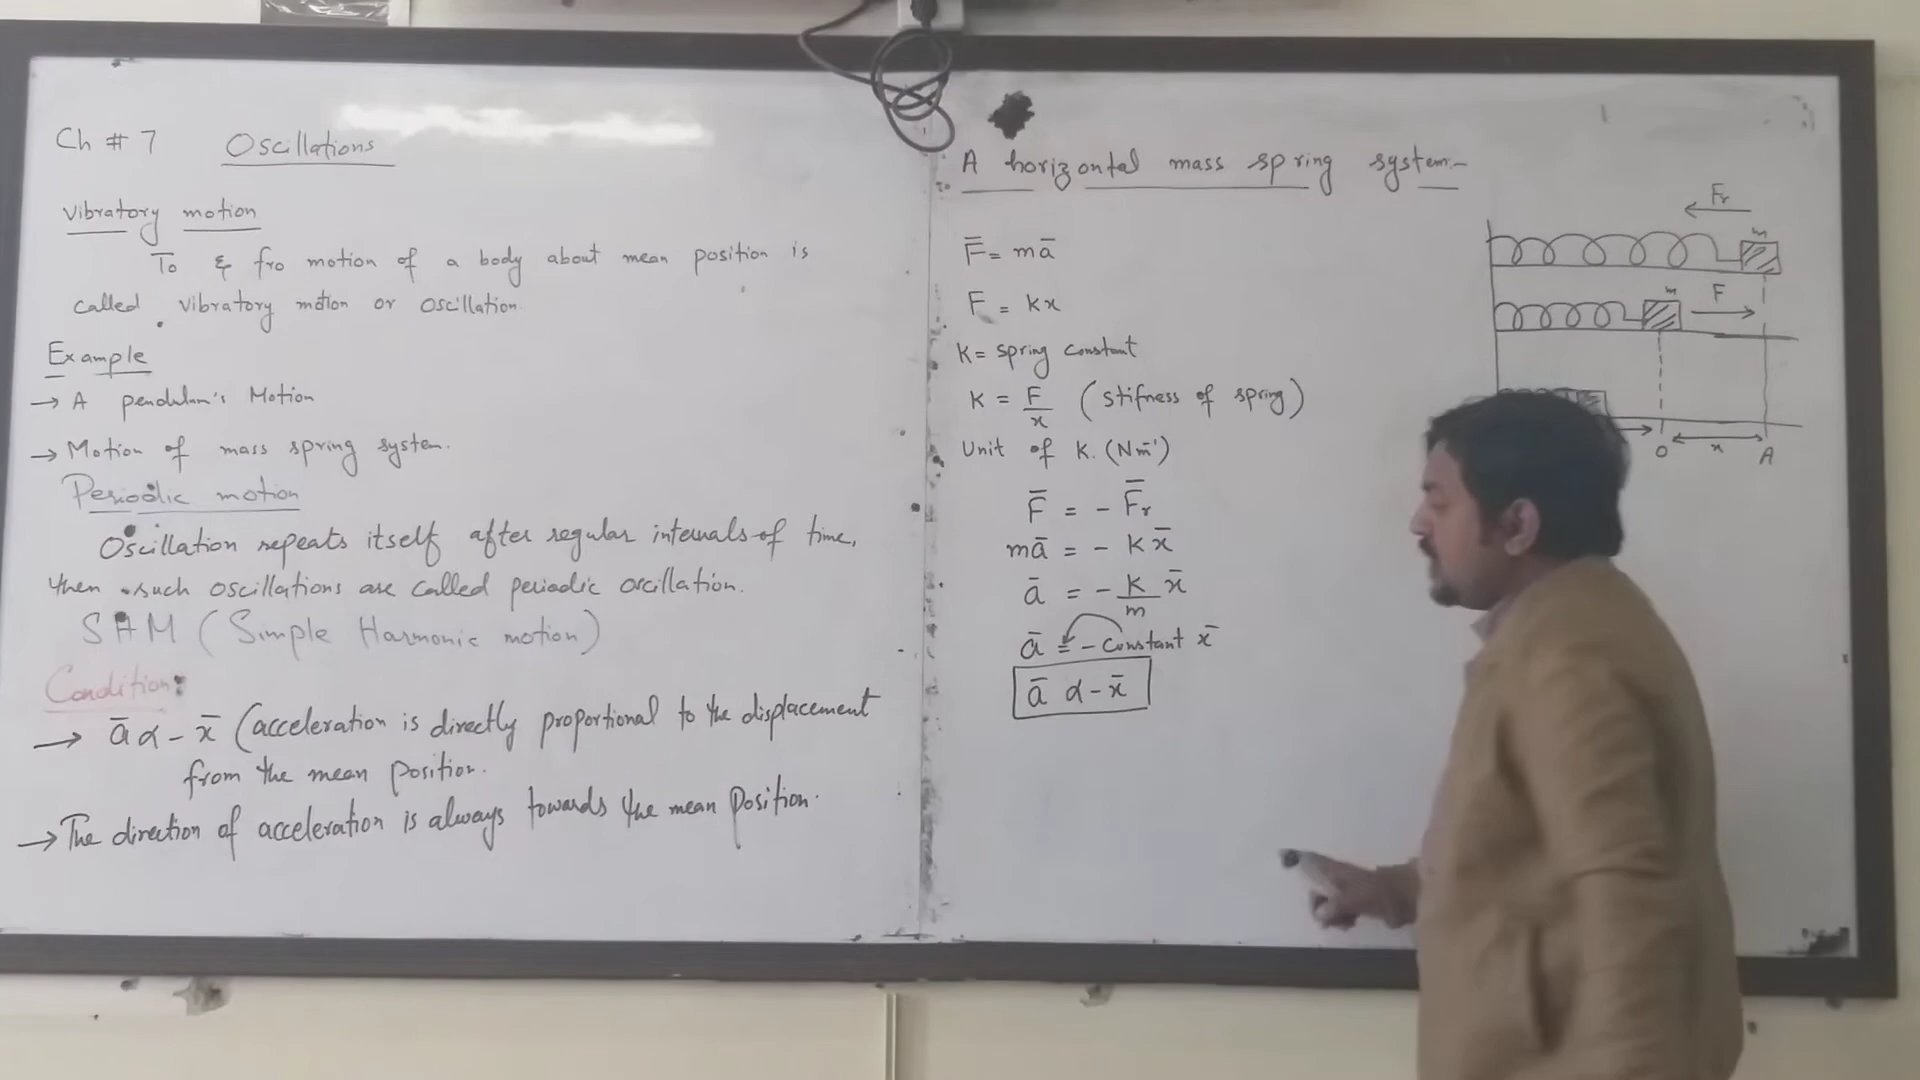 Ch # 7 Oscillations
Vibratory motion
To & fro motion of a body about mean position is
called vibratory motion or oscillation.
Example
→ A pendulum's Motion
→ Motion of mass spring system.
Periodic motion
Oscillation repeats itself after regular intervals of time,
then such oscillations are called periodic oscillation.
SHM (Simple Harmonic motion)
Condition:
→ a̅ α - x̅ (acceleration is directly proportional to the displacement
from the mean position.
→ The direction of acceleration is always towards the mean Position.
A horizontal mass spring system:-
F̅ = ma̅
F = kx
K = spring constant
K = F/x (stifness of spring)
Unit of K. (Nm⁻¹)
F̅ = - F̅r
ma̅ = - Kx̅
a̅ = - K/m x̅
a̅ = - constant x̅
a̅ α - x̅
Fr
m
m F
O x A